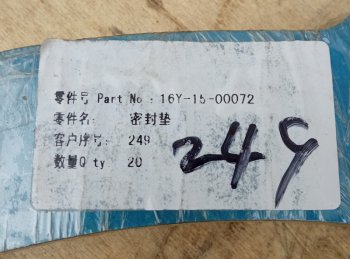 零件号 Part No : 16Y-15-00072
零件名: 密封垫
客户序号: 249
数量Q ty 20
249